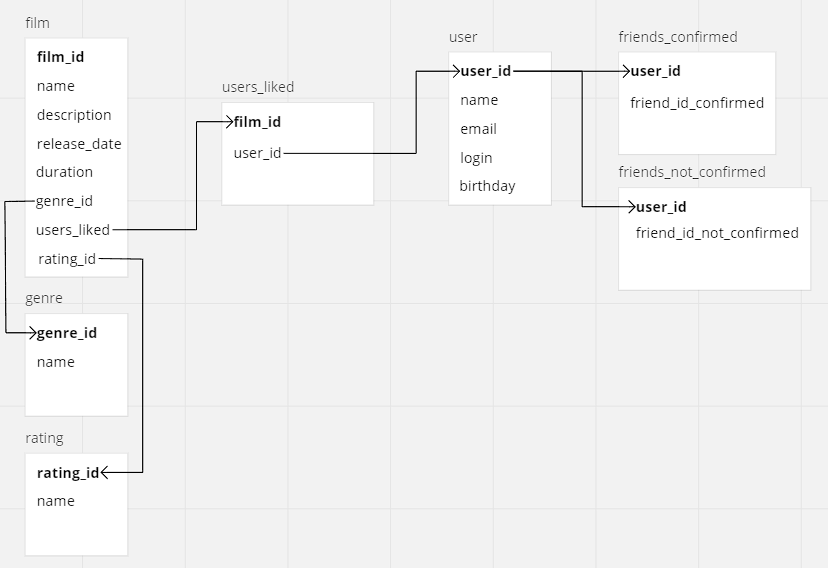 film
film_id
name
description
release_date
duration
genre_id
users_liked
rating_id
genre
genre_id
name
rating
rating_id
name
users_liked
film_id
user_id
user
user_id
name
email
login
birthday
friends_confirmed
user_id
friend_id_confirmed
friends_not_confirmed
user_id
friend_id_not_confirmed